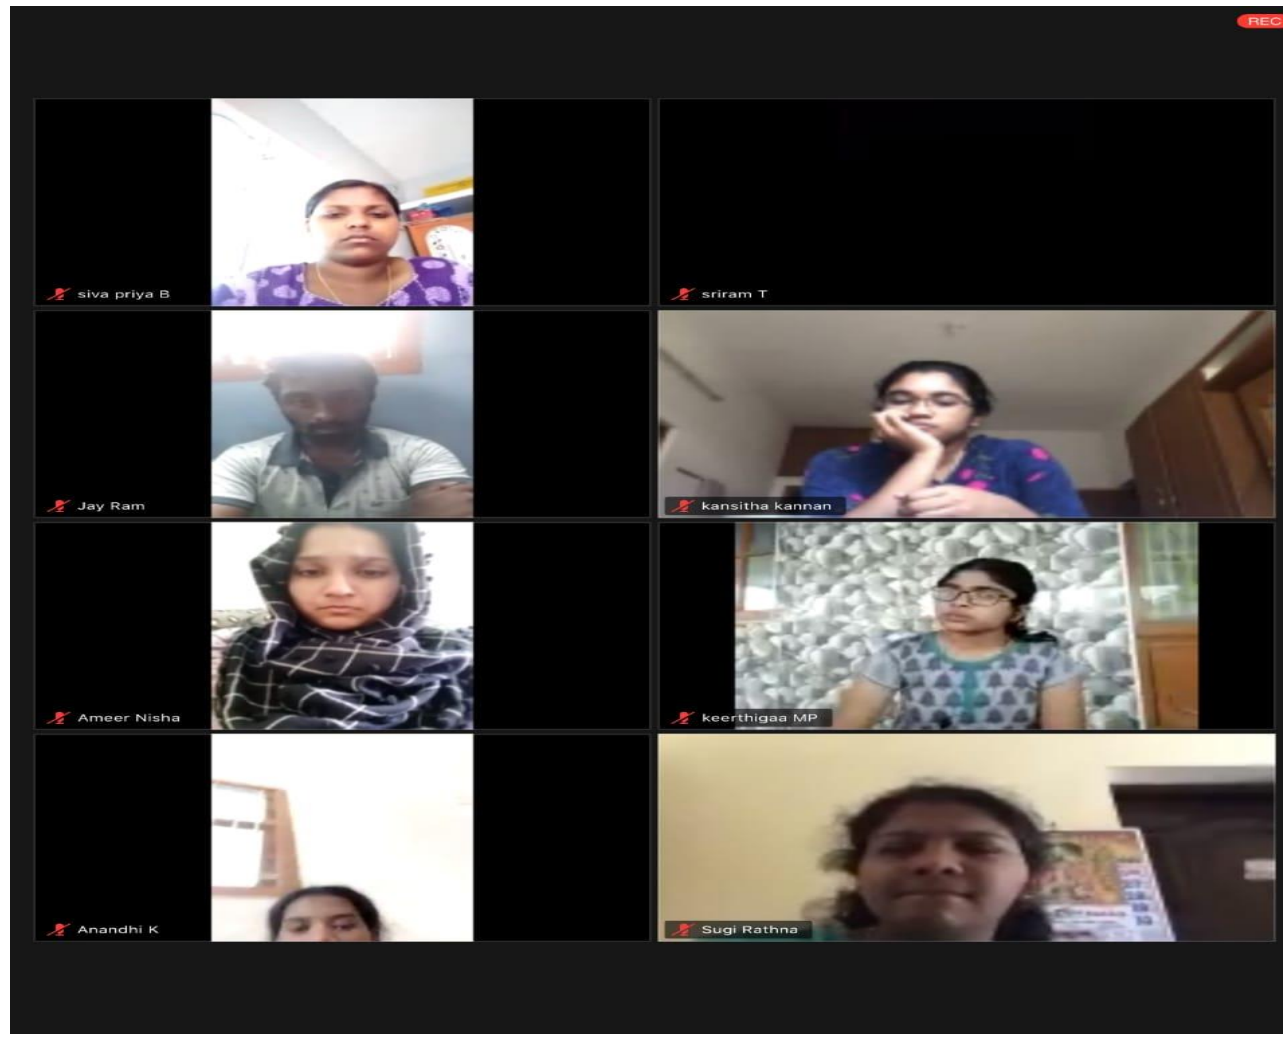 REC
siva priya B
sriram T
Jay Ram
kansitha kannan
Ameer Nisha
keerthigaa MP
Anandhi K
Sugi Rathna